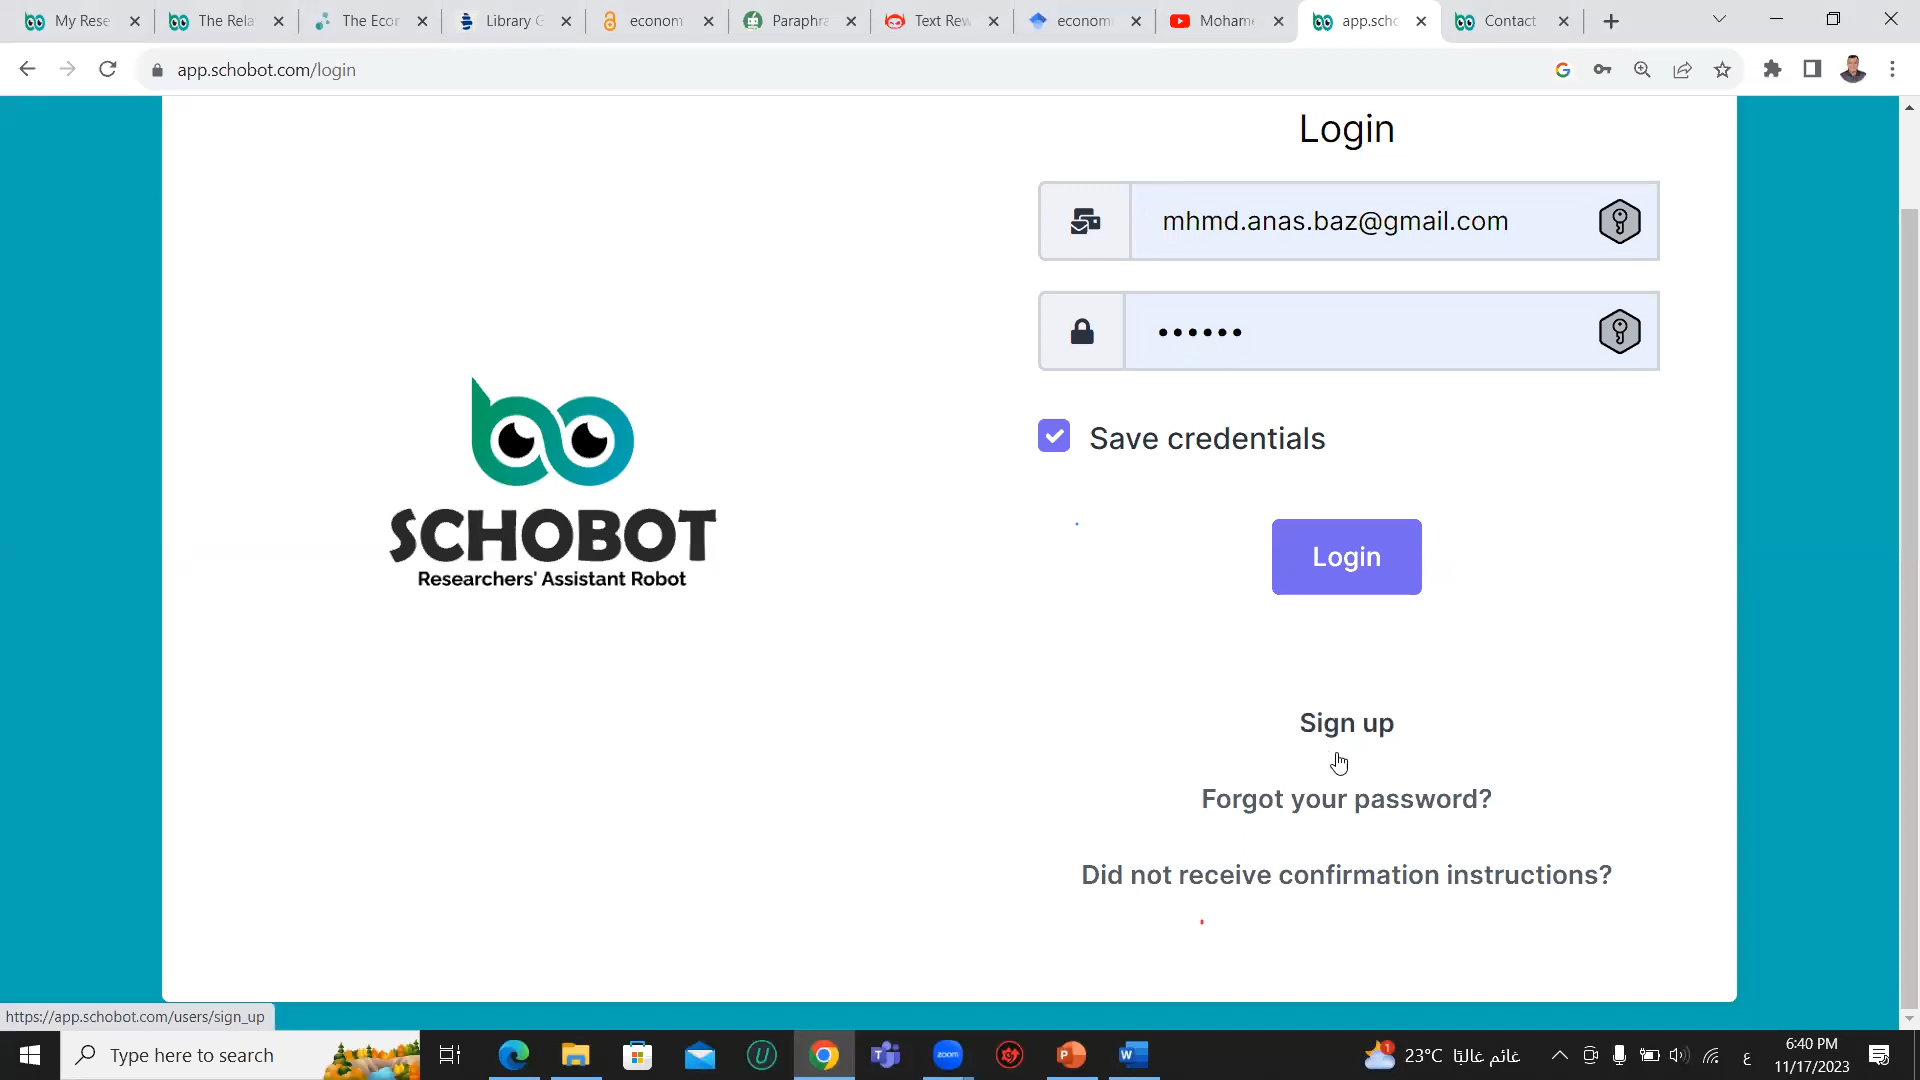 My Rese
The Rela
The Econ
Library G
econom
Paraphra
Text Rew
econom
Moham
app.scho
Contact
app.schobot.com/login
Login
mhmd.anas.baz@gmail.com
Save credentials
Login
SCHOBOT
Researchers' Assistant Robot
Sign up
Forgot your password?
Did not receive confirmation instructions?
https://app.schobot.com/users/sign_up
Type here to search
zoom
23°C غائم غالبًا
ع
6:40 PM
11/17/2023